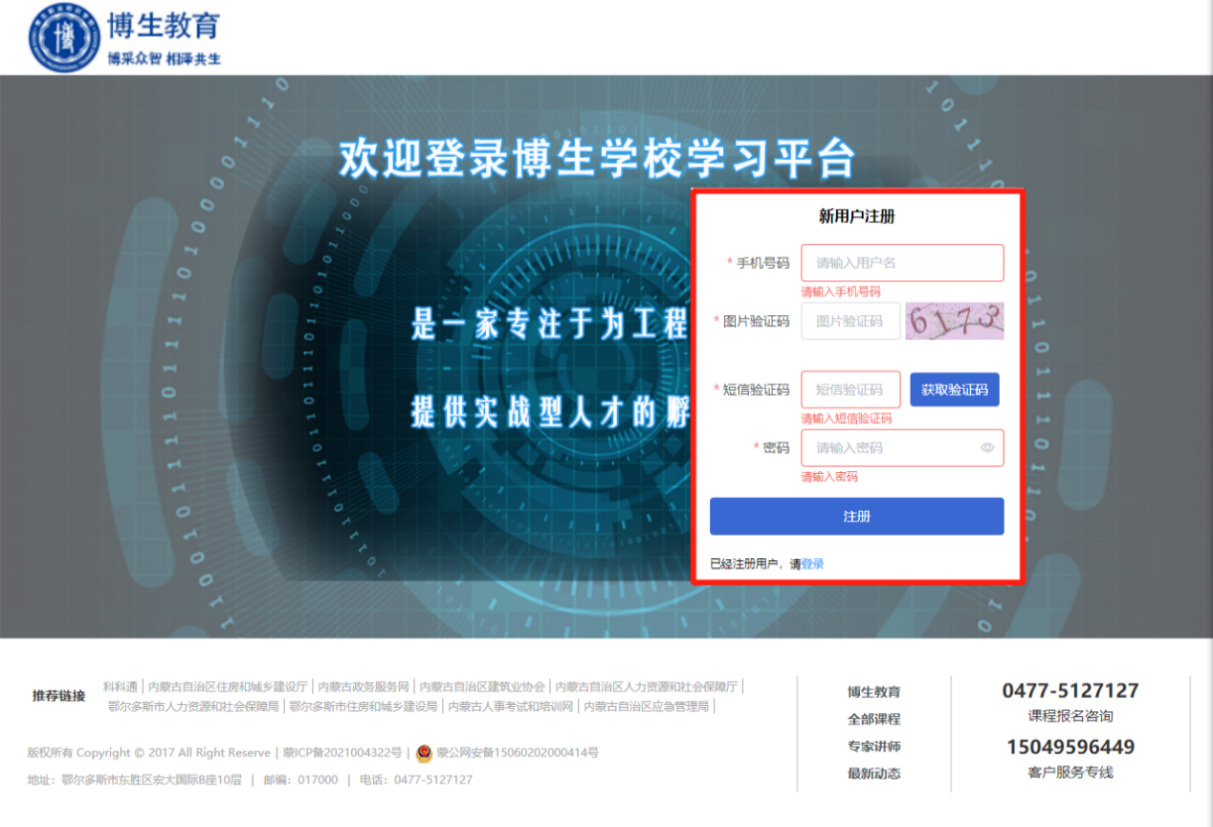 博生教育
博采众智 相泽共生
欢迎登录博生学校学习平台
是一家专注于为工程
提供实战型人才的孵
新用户注册
* 手机号码 请输入用户名
请输入手机号码
* 图片验证码 图片验证码 6173
* 短信验证码 短信验证码 获取验证码
请输入短信验证码
* 密码 请输入密码
请输入密码
注册
已经注册用户，请登录
推荐链接
科科通 | 内蒙古自治区住房和城乡建设厅 | 内蒙古政务服务网 | 内蒙古自治区建筑业协会 | 内蒙古自治区人力资源和社会保障厅 |
鄂尔多斯市人力资源和社会保障局 | 鄂尔多斯市住房和城乡建设局 | 内蒙古人事考试和培训网 | 内蒙古自治区应急管理局 |
版权所有 Copyright © 2017 All Right Reserve | 蒙ICP备2021004322号 | 蒙公网安备15060202000414号
地址：鄂尔多斯市东胜区宏大国际B座10层 | 邮编：017000 | 电话：0477-5127127
博生教育
全部课程
专家讲师
最新动态
0477-5127127
课程报名咨询
15049596449
客户服务专线